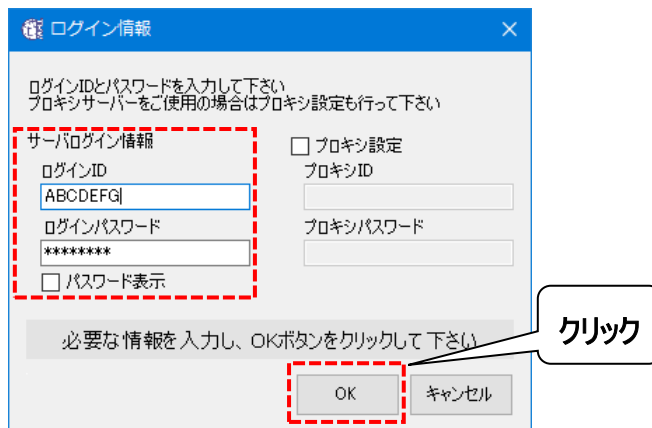 ログイン情報
ログインIDとパスワードを入力して下さい
プロキシサーバーをご使用の場合はプロキシ設定も行って下さい
サーバログイン情報
ログインID
ABCDEFG
ログインパスワード
********
パスワード表示
プロキシ設定
プロキシID
プロキシパスワード
必要な情報を入力し、OKボタンをクリックして下さい
クリック
OK
キャンセル